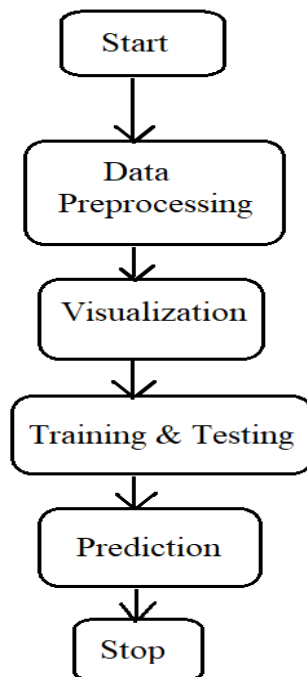 Start
Data
Preprocessing
Visualization
Training & Testing
Prediction
Stop